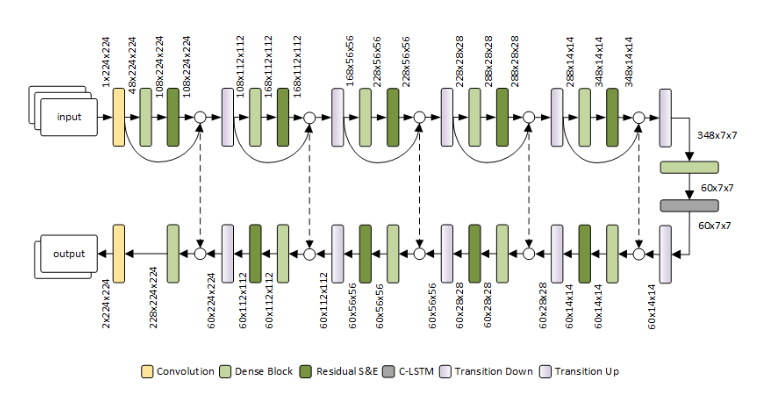 1x224x224
48x224x224
108x224x224
108x224x224
108x112x112
168x112x112
168x112x112
168x56x56
228x56x56
228x56x56
228x28x28
288x28x28
288x28x28
288x14x14
348x14x14
348x14x14
input
348x7x7
60x7x7
60x7x7
output
2x224x224
228x224x224
60x224x224
60x112x112
60x112x112
60x112x112
60x56x56
60x56x56
60x56x56
60x28x28
60x28x28
60x28x28
60x14x14
60x14x14
60x14x14
Convolution
Dense Block
Residual S&E
C-LSTM
Transition Down
Transition Up